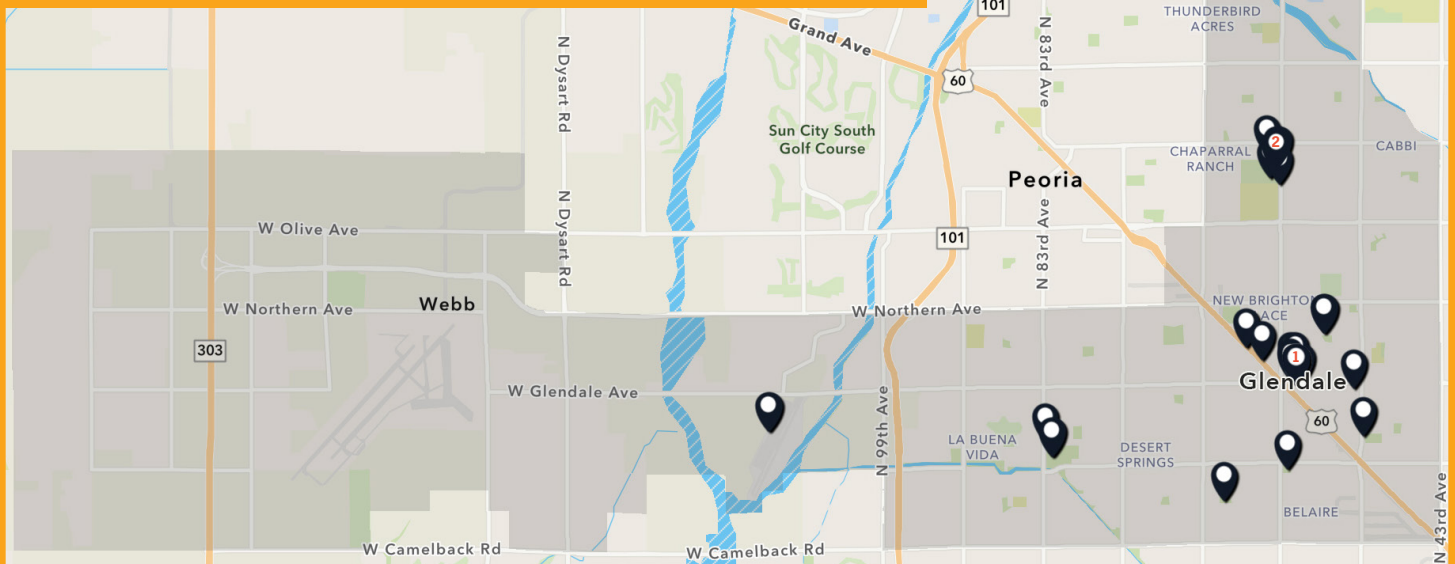 101
THUNDERBIRD
ACRES
Grand Ave
N 83rd Ave
N Dysart Rd
60
Sun City South
Golf Course
2
CHAPARRAL
RANCH
CABBI
Peoria
N Dysart Rd
N 83rd Ave
W Olive Ave
101
W Northern Ave
Webb
W Northern Ave
NEW BRIGHTON
ACE
303
1
Glendale
W Glendale Ave
N 99th Ave
60
LA BUENA
VIDA
DESERT
SPRINGS
BELAIRE
N 43rd Ave
W Camelback Rd
W Camelback Rd